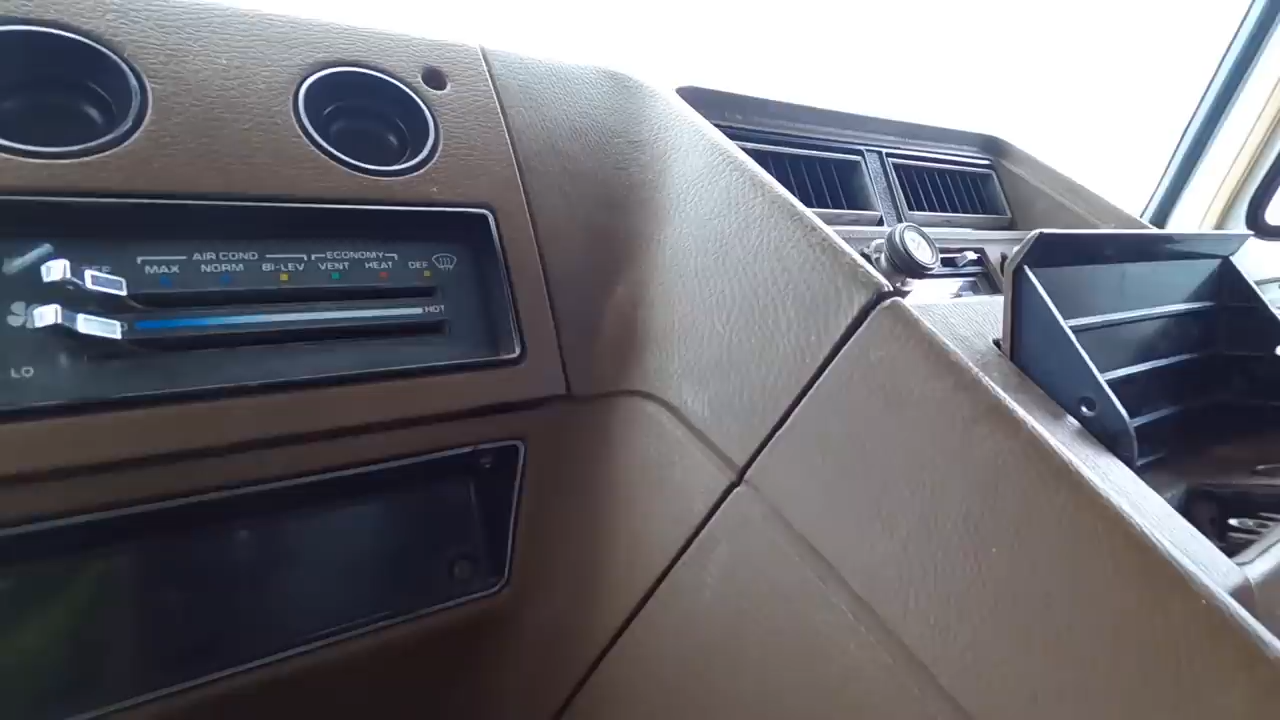 AIR COND
ECONOMY
MAX NORM BI-LEV VENT HEAT DEF
HOT
LO